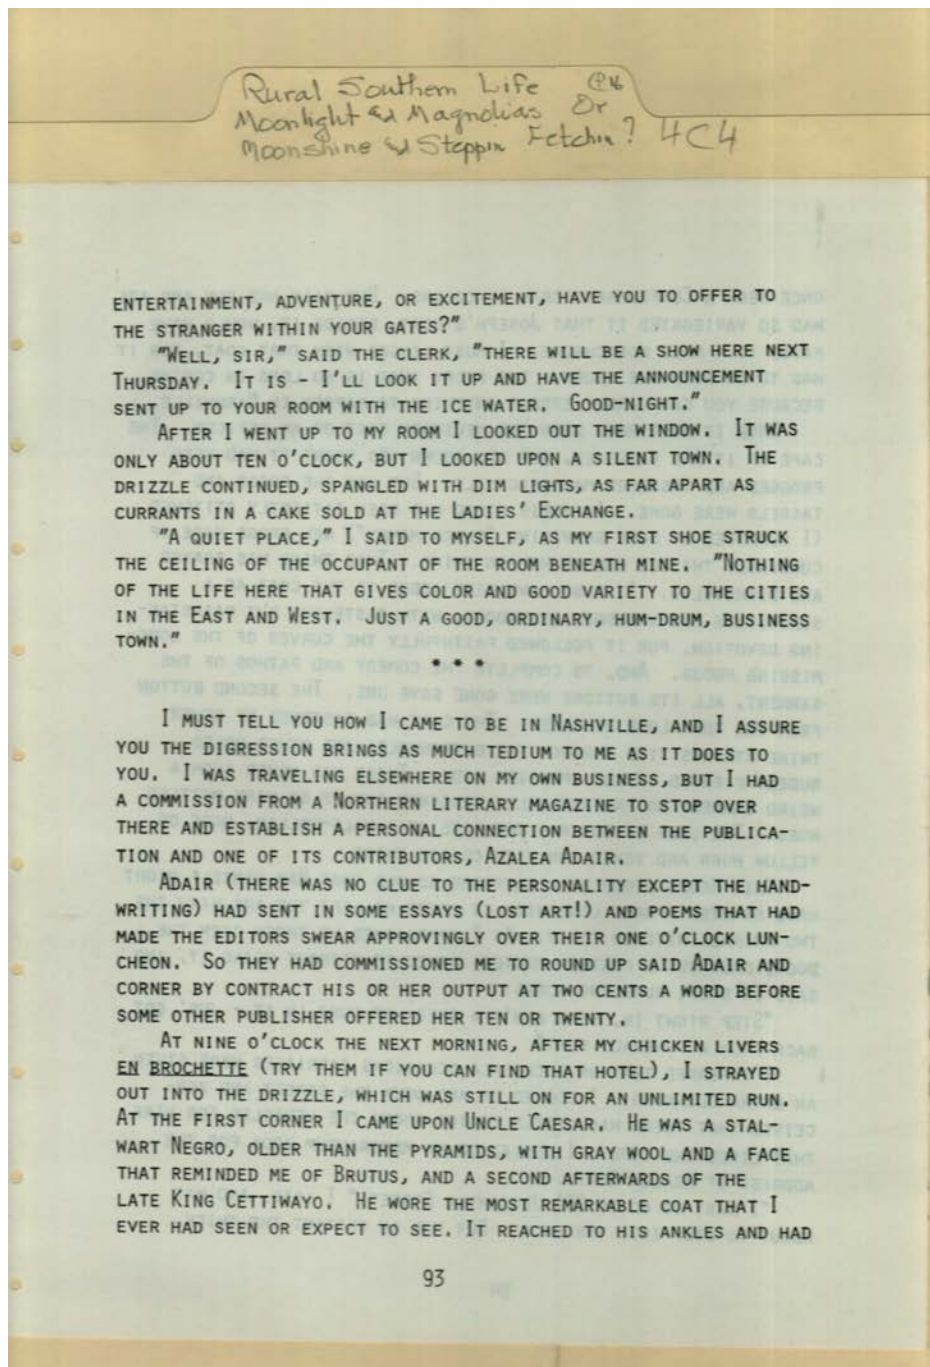 Rural Southern Life
Moonlight & Magnolias Or
Moonshine & Steppin Fetchin? 4C4
ENTERTAINMENT, ADVENTURE, OR EXCITEMENT, HAVE YOU TO OFFER TO
THE STRANGER WITHIN YOUR GATES?"
"WELL, SIR," SAID THE CLERK, "THERE WILL BE A SHOW HERE NEXT
THURSDAY. IT IS - I'LL LOOK IT UP AND HAVE THE ANNOUNCEMENT
SENT UP TO YOUR ROOM WITH THE ICE WATER. GOOD-NIGHT."
AFTER I WENT UP TO MY ROOM I LOOKED OUT THE WINDOW. IT WAS
ONLY ABOUT TEN O'CLOCK, BUT I LOOKED UPON A SILENT TOWN. THE
DRIZZLE CONTINUED, SPANGLED WITH DIM LIGHTS, AS FAR APART AS
CURRANTS IN A CAKE SOLD AT THE LADIES' EXCHANGE.
"A QUIET PLACE," I SAID TO MYSELF, AS MY FIRST SHOE STRUCK
THE CEILING OF THE OCCUPANT OF THE ROOM BENEATH MINE. "NOTHING
OF THE LIFE HERE THAT GIVES COLOR AND GOOD VARIETY TO THE CITIES
IN THE EAST AND WEST. JUST A GOOD, ORDINARY, HUM-DRUM, BUSINESS
TOWN."
* * *
I MUST TELL YOU HOW I CAME TO BE IN NASHVILLE, AND I ASSURE
YOU THE DIGRESSION BRINGS AS MUCH TEDIUM TO ME AS IT DOES TO
YOU. I WAS TRAVELING ELSEWHERE ON MY OWN BUSINESS, BUT I HAD
A COMMISSION FROM A NORTHERN LITERARY MAGAZINE TO STOP OVER
THERE AND ESTABLISH A PERSONAL CONNECTION BETWEEN THE PUBLICA-
TION AND ONE OF ITS CONTRIBUTORS, AZALEA ADAIR.
ADAIR (THERE WAS NO CLUE TO THE PERSONALITY EXCEPT THE HAND-
WRITING) HAD SENT IN SOME ESSAYS (LOST ART!) AND POEMS THAT HAD
MADE THE EDITORS SWEAR APPROVINGLY OVER THEIR ONE O'CLOCK LUN-
CHEON. SO THEY HAD COMMISSIONED ME TO ROUND UP SAID ADAIR AND
CORNER BY CONTRACT HIS OR HER OUTPUT AT TWO CENTS A WORD BEFORE
SOME OTHER PUBLISHER OFFERED HER TEN OR TWENTY.
AT NINE O'CLOCK THE NEXT MORNING, AFTER MY CHICKEN LIVERS
EN BROCHETTE (TRY THEM IF YOU CAN FIND THAT HOTEL), I STRAYED
OUT INTO THE DRIZZLE, WHICH WAS STILL ON FOR AN UNLIMITED RUN.
AT THE FIRST CORNER I CAME UPON UNCLE CAESAR. HE WAS A STAL-
WART NEGRO, OLDER THAN THE PYRAMIDS, WITH GRAY WOOL AND A FACE
THAT REMINDED ME OF BRUTUS, AND A SECOND AFTERWARDS OF THE
LATE KING CETTIWAYO. HE WORE THE MOST REMARKABLE COAT THAT I
EVER HAD SEEN OR EXPECT TO SEE. IT REACHED TO HIS ANKLES AND HAD
93